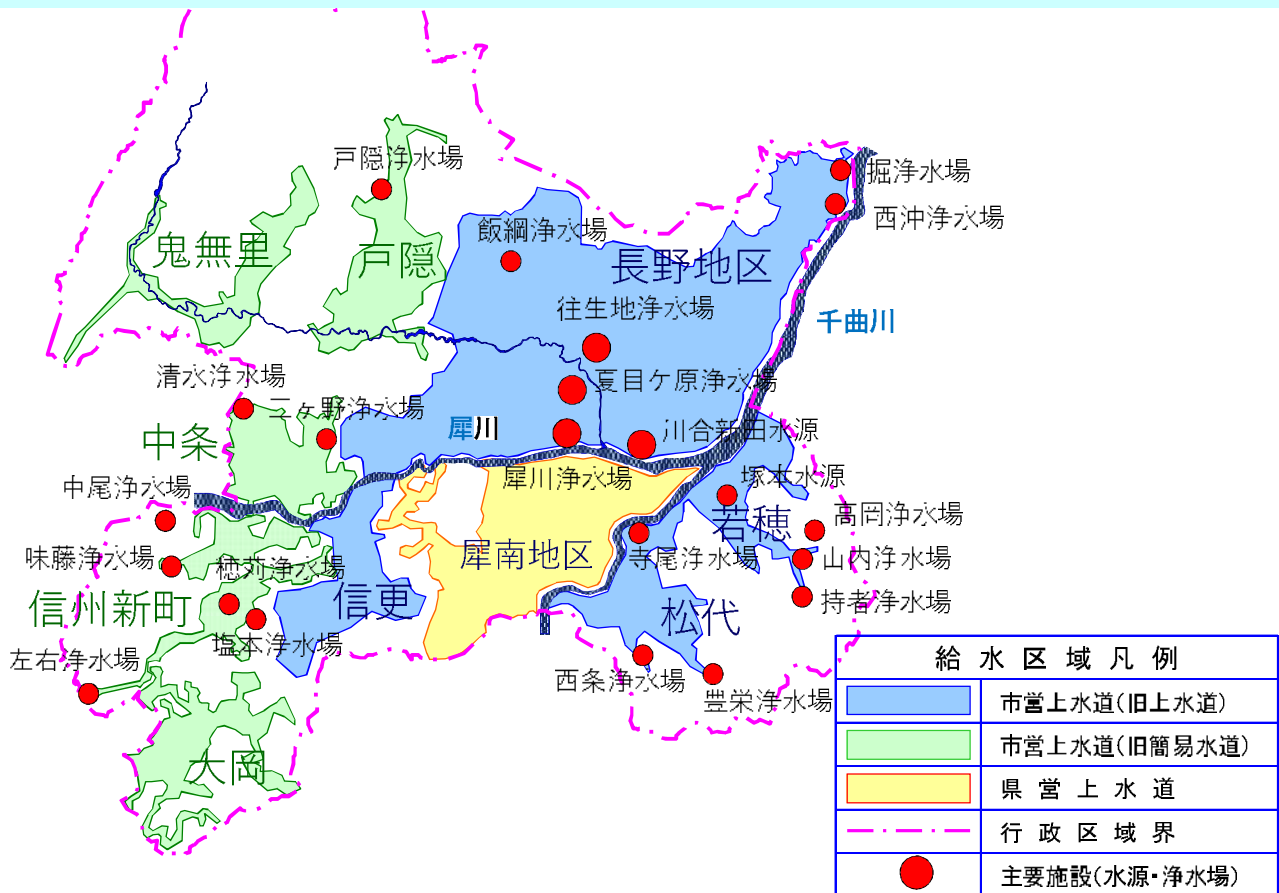 戸隠浄水場
堀浄水場
西沖浄水場
飯綱浄水場
鬼無里
戸隠
長野地区
往生地浄水場
千曲川
清水浄水場
夏目ケ原浄水場
三ヶ野浄水場
中条
犀川
川合新田水源
中尾浄水場
犀川浄水場
塚本水源
高岡浄水場
若穂
味藤浄水場
穂苅浄水場
犀南地区
寺尾浄水場
山内浄水場
信州新町
信更
持者浄水場
松代
塩本浄水場
左右浄水場
西条浄水場
豊栄浄水場
大岡
給水区域凡例
市営上水道(旧上水道)
市営上水道(旧簡易水道)
県営上水道
行政区域界
主要施設(水源・浄水場)